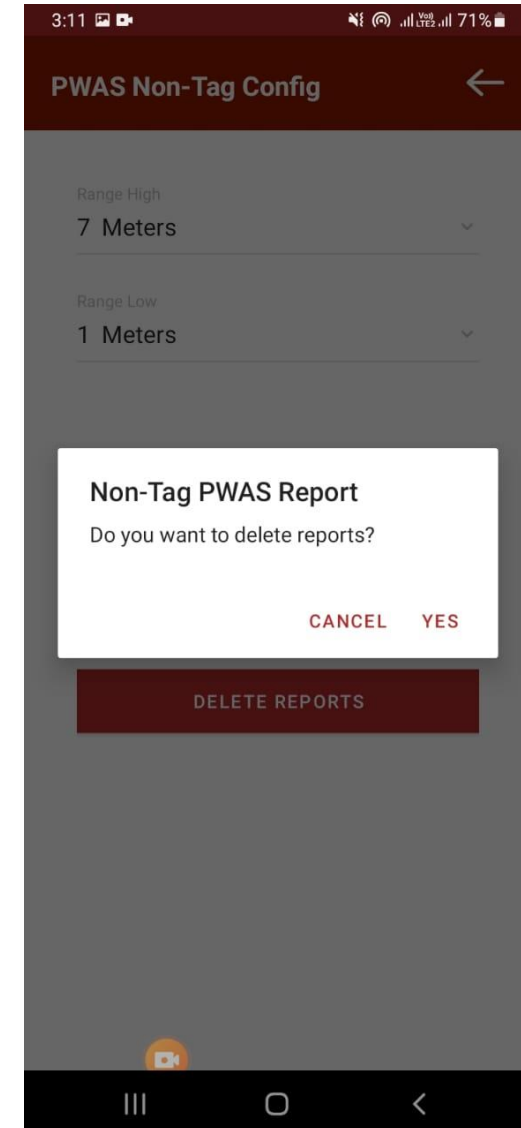 3:11 71%
PWAS Non-Tag Config
Range High
7 Meters
Range Low
1 Meters
Non-Tag PWAS Report
Do you want to delete reports?
CANCEL YES
DELETE REPORTS